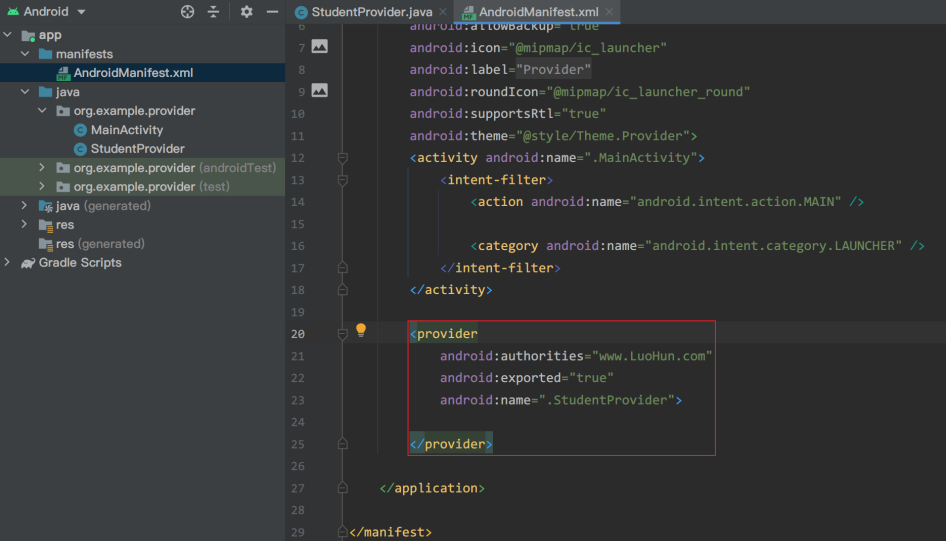 Android
StudentProvider.java
AndroidManifest.xml
app
manifests
AndroidManifest.xml
java
org.example.provider
MainActivity
StudentProvider
org.example.provider (androidTest)
org.example.provider (test)
java (generated)
res
res (generated)
Gradle Scripts
6 android:allowBackup="true"
7 android:icon="@mipmap/ic_launcher"
8 android:label="Provider"
9 android:roundIcon="@mipmap/ic_launcher_round"
10 android:supportsRtl="true"
11 android:theme="@style/Theme.Provider">
12 <activity android:name=".MainActivity">
13 <intent-filter>
14 <action android:name="android.intent.action.MAIN" />
15
16 <category android:name="android.intent.category.LAUNCHER" />
17 </intent-filter>
18 </activity>
19
20 <provider
21 android:authorities="www.LuoHun.com"
22 android:exported="true"
23 android:name=".StudentProvider">
24
25 </provider>
26
27 </application>
28
29 </manifest>